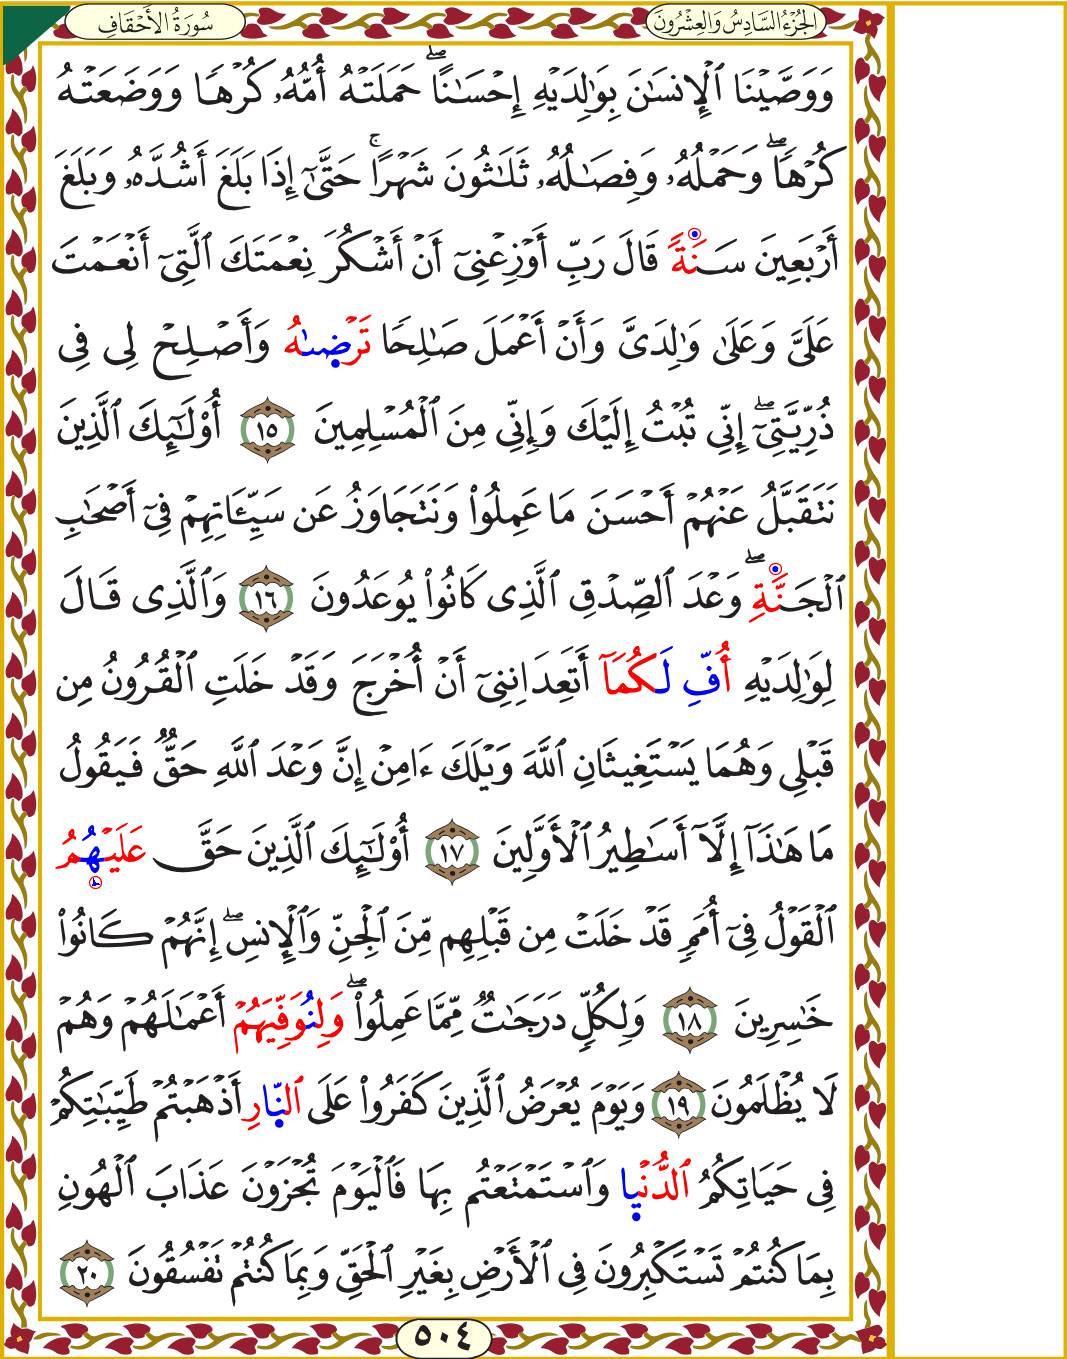 سُورَةُ الأَحْقَافِ
الجُزْءُ السَّادِسُ وَالعِشْرُونَ
وَوَصَّيْنَا ٱلْإِنسَٰنَ بِوَٰلِدَيْهِ إِحْسَٰنًاۖ حَمَلَتْهُ أُمُّهُۥ كُرْهًا وَوَضَعَتْهُ
كُرْهًاۖ وَحَمْلُهُۥ وَفِصَٰلُهُۥ ثَلَٰثُونَ شَهْرًاۚ حَتَّىٰٓ إِذَا بَلَغَ أَشُدَّهُۥ وَبَلَغَ
أَرْبَعِينَ سَنَةً قَالَ رَبِّ أَوْزِعْنِىٓ أَنْ أَشْكُرَ نِعْمَتَكَ ٱلَّتِىٓ أَنْعَمْتَ
عَلَىَّ وَعَلَىٰ وَٰلِدَىَّ وَأَنْ أَعْمَلَ صَٰلِحًا تَرْضَىٰهُ وَأَصْلِحْ لِى فِى
ذُرِّيَّتِىٓۖ إِنِّى تُبْتُ إِلَيْكَ وَإِنِّى مِنَ ٱلْمُسْلِمِينَ ١٥ أُو۟لَٰٓئِكَ ٱلَّذِينَ
نَتَقَبَّلُ عَنْهُمْ أَحْسَنَ مَا عَمِلُوا۟ وَنَتَجَاوَزُ عَن سَيِّـَٔاتِهِمْ فِىٓ أَصْحَٰبِ
ٱلْجَنَّةِۖ وَعْدَ ٱلصِّدْقِ ٱلَّذِى كَانُوا۟ يُوعَدُونَ ١٦ وَٱلَّذِى قَالَ
لِوَٰلِدَيْهِ أُفِّ لَكُمَآ أَتَعِدَانِنِىٓ أَنْ أُخْرَجَ وَقَدْ خَلَتِ ٱلْقُرُونُ مِن
قَبْلِى وَهُمَا يَسْتَغِيثَانِ ٱللَّهَ وَيْلَكَ ءَامِنْ إِنَّ وَعْدَ ٱللَّهِ حَقٌّ فَيَقُولُ
مَا هَٰذَآ إِلَّآ أَسَٰطِيرُ ٱلْأَوَّلِينَ ١٧ أُو۟لَٰٓئِكَ ٱلَّذِينَ حَقَّ عَلَيْهِمُ
ٱلْقَوْلُ فِىٓ أُمَمٍ قَدْ خَلَتْ مِن قَبْلِهِم مِّنَ ٱلْجِنِّ وَٱلْإِنسِۖ إِنَّهُمْ كَانُوا۟
خَٰسِرِينَ ١٨ وَلِكُلٍّ دَرَجَٰتٌ مِّمَّا عَمِلُوا۟ۖ وَلِنُوَفِّيَهُمْ أَعْمَٰلَهُمْ وَهُمْ
لَا يُظْلَمُونَ ١٩ وَيَوْمَ يُعْرَضُ ٱلَّذِينَ كَفَرُوا۟ عَلَى ٱلنَّارِ أَذْهَبْتُمْ طَيِّبَٰتِكُمْ
فِى حَيَاتِكُمُ ٱلدُّنْيَا وَٱسْتَمْتَعْتُم بِهَا فَٱلْيَوْمَ تُجْزَوْنَ عَذَابَ ٱلْهُونِ
بِمَا كُنتُمْ تَسْتَكْبِرُونَ فِى ٱلْأَرْضِ بِغَيْرِ ٱلْحَقِّ وَبِمَا كُنتُمْ تَفْسُقُونَ ٢٠
٥٠٤